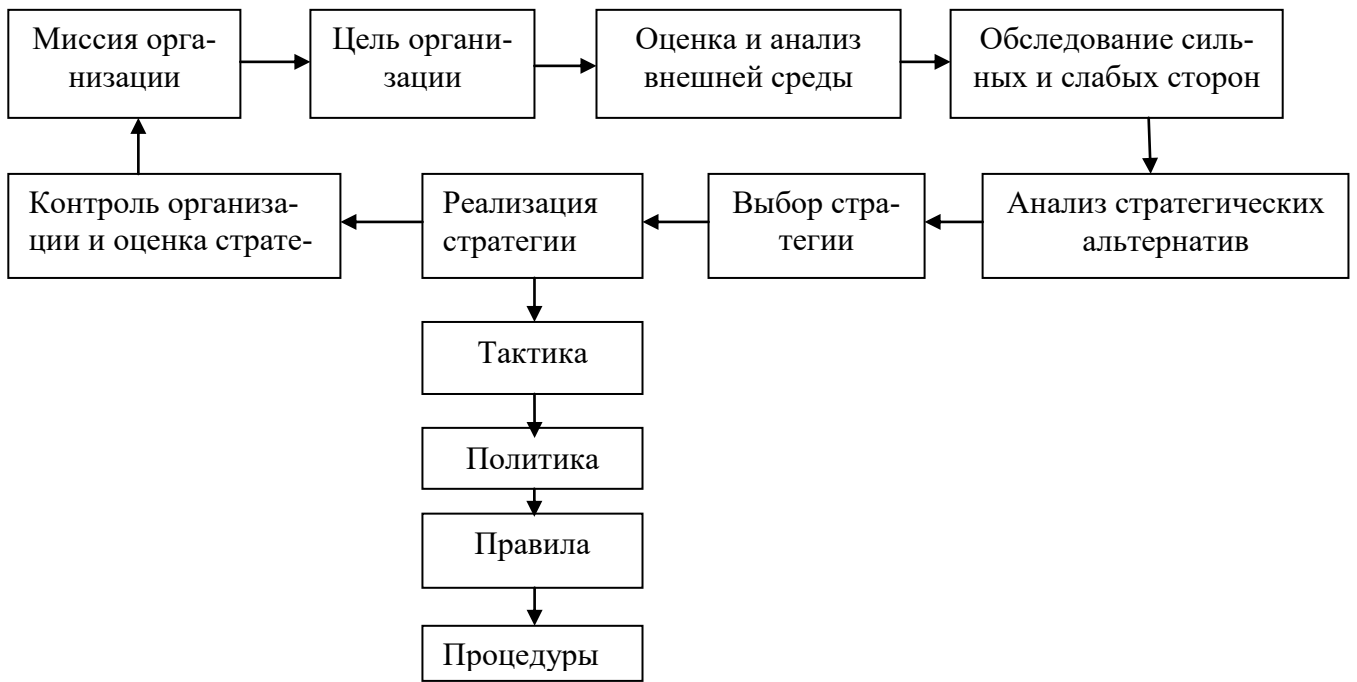 Миссия орга-
низации
Цель органи-
зации
Оценка и анализ
внешней среды
Обследование силь-
ных и слабых сторон
Контроль организа-
ции и оценка страте-
Реализация
стратегии
Выбор стра-
тегии
Анализ стратегических
альтернатив
Тактика
Политика
Правила
Процедуры